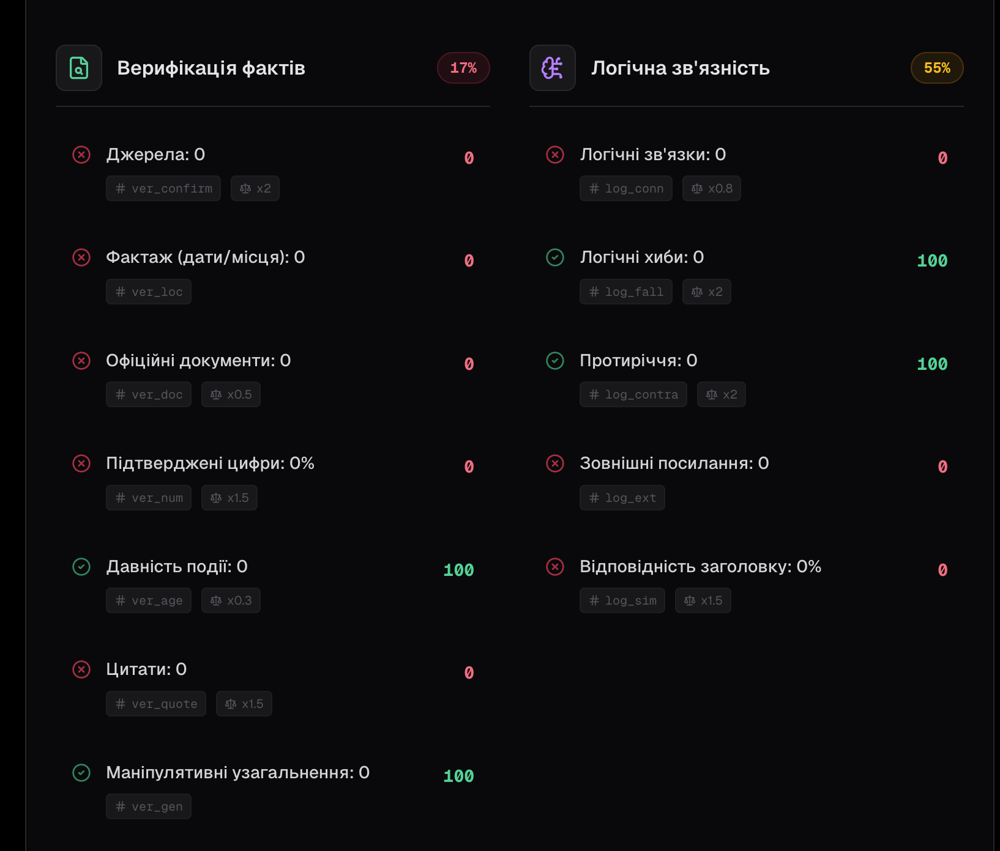 Верифікація фактів 17%
Джерела: 0 0
# ver_confirm x2
Фактаж (дати/місця): 0 0
# ver_loc
Офіційні документи: 0 0
# ver_doc x0.5
Підтверджені цифри: 0% 0
# ver_num x1.5
Давність події: 0 100
# ver_age x0.3
Цитати: 0 0
# ver_quote x1.5
Маніпулятивні узагальнення: 0 100
# ver_gen
Логічна зв'язність 55%
Логічні зв'язки: 0 0
# log_conn x0.8
Логічні хиби: 0 100
# log_fall x2
Протиріччя: 0 100
# log_contra x2
Зовнішні посилання: 0 0
# log_ext
Відповідність заголовку: 0% 0
# log_sim x1.5